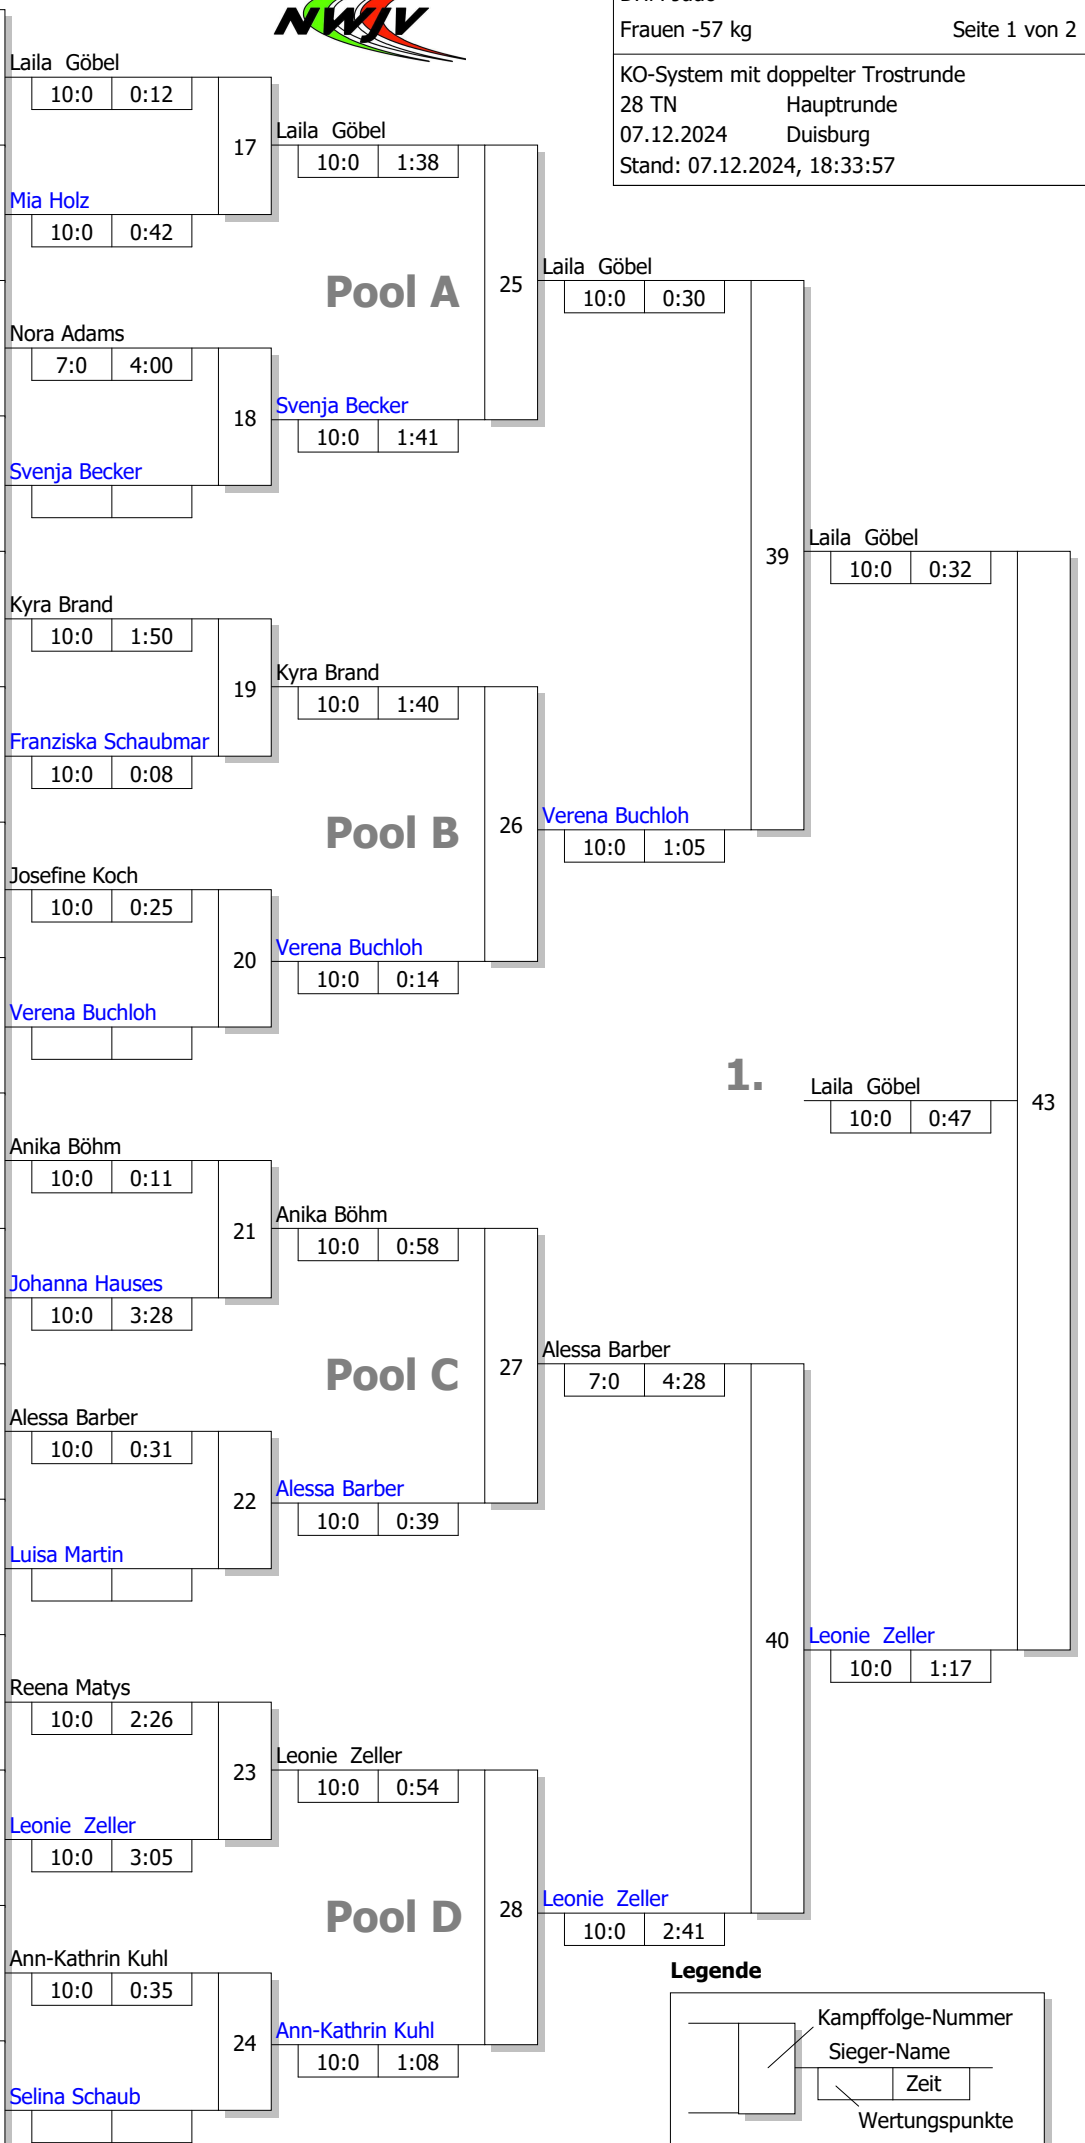 NWJV
Frauen -57 kg Seite 1 von 2
KO-System mit doppelter Trostrunde
28 TN Hauptrunde
07.12.2024 Duisburg
Stand: 07.12.2024, 18:33:57
Laila Göbel
10:0 0:12
17
Laila Göbel
10:0 1:38
Mia Holz
10:0 0:42
Pool A
25
Laila Göbel
10:0 0:30
Nora Adams
7:0 4:00
18
Svenja Becker
10:0 1:41
Svenja Becker
39
Laila Göbel
10:0 0:32
Kyra Brand
10:0 1:50
19
Kyra Brand
10:0 1:40
Franziska Schaubmar
10:0 0:08
Pool B
26
Verena Buchloh
10:0 1:05
Josefine Koch
10:0 0:25
20
Verena Buchloh
10:0 0:14
Verena Buchloh
1.
Laila Göbel
10:0 0:47
43
Anika Böhm
10:0 0:11
21
Anika Böhm
10:0 0:58
Johanna Hauses
10:0 3:28
Pool C
27
Alessa Barber
7:0 4:28
Alessa Barber
10:0 0:31
22
Alessa Barber
10:0 0:39
Luisa Martin
40
Leonie Zeller
10:0 1:17
Reena Matys
10:0 2:26
23
Leonie Zeller
10:0 0:54
Leonie Zeller
10:0 3:05
Pool D
28
Leonie Zeller
10:0 2:41
Ann-Kathrin Kuhl
10:0 0:35
24
Ann-Kathrin Kuhl
10:0 1:08
Selina Schaub
Legende
Kampffolge-Nummer
Sieger-Name
Zeit
Wertungspunkte